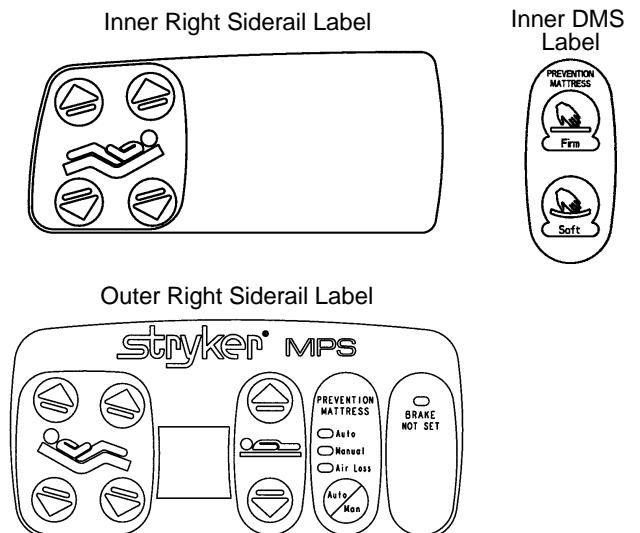 Inner Right Siderail Label
Inner DMS
Label
PREVENTION
MATTRESS
Firm
Soft
Outer Right Siderail Label
stryker MPS
PREVENTION
MATTRESS
Auto
Manual
Air Loss
Auto
Man
BRAKE
NOT SET